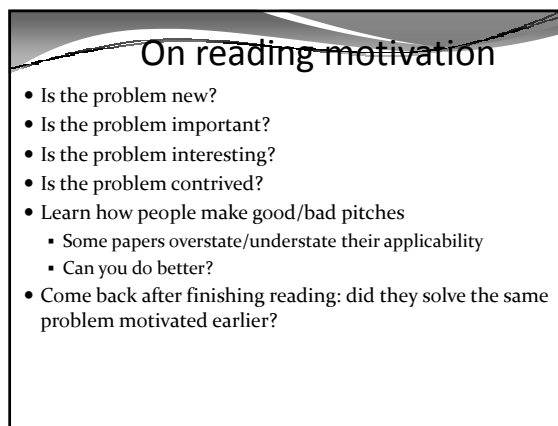 On reading motivation
• Is the problem new?
• Is the problem important?
• Is the problem interesting?
• Is the problem contrived?
• Learn how people make good/bad pitches
▪ Some papers overstate/understate their applicability
▪ Can you do better?
• Come back after finishing reading: did they solve the same
problem motivated earlier?